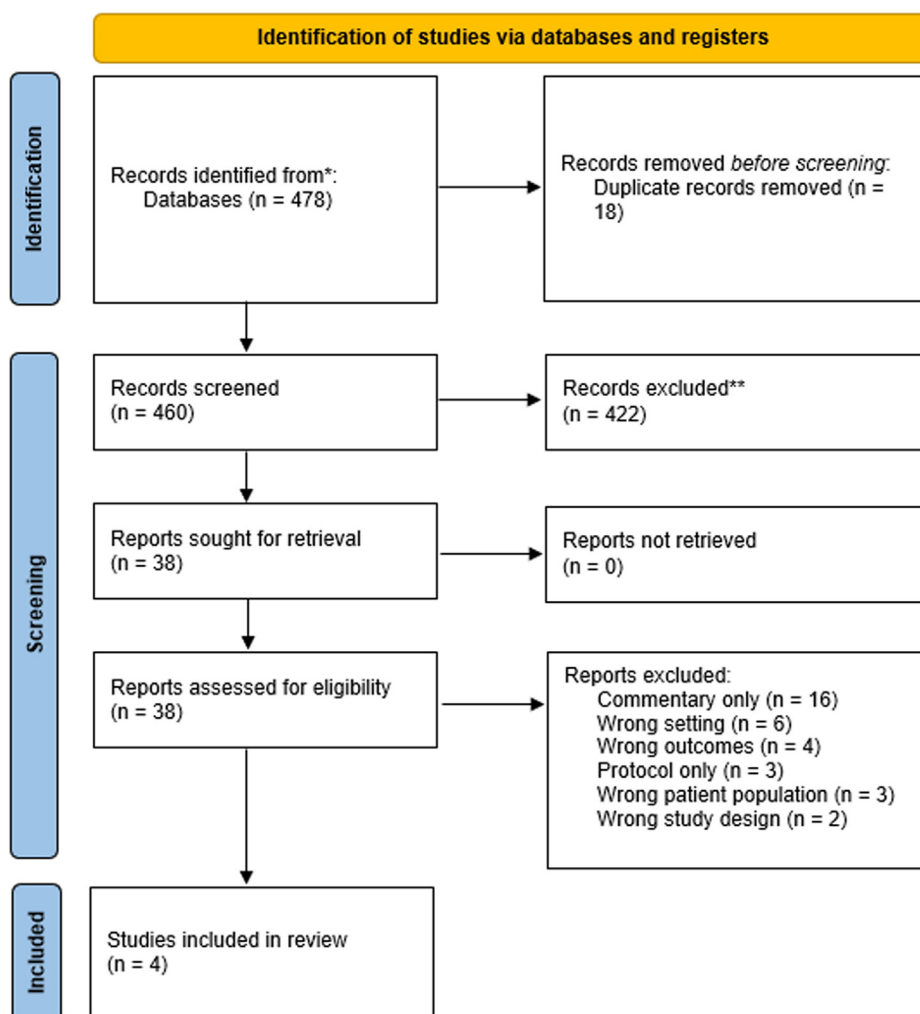 Identification of studies via databases and registers
Identification
Records identified from*:
Databases (n = 478)
Records removed before screening:
Duplicate records removed (n =
18)
Screening
Records screened
(n = 460)
Records excluded**
(n = 422)
Reports sought for retrieval
(n = 38)
Reports not retrieved
(n = 0)
Reports assessed for eligibility
(n = 38)
Reports excluded:
Commentary only (n = 16)
Wrong setting (n = 6)
Wrong outcomes (n = 4)
Protocol only (n = 3)
Wrong patient population (n = 3)
Wrong study design (n = 2)
Included
Studies included in review
(n = 4)